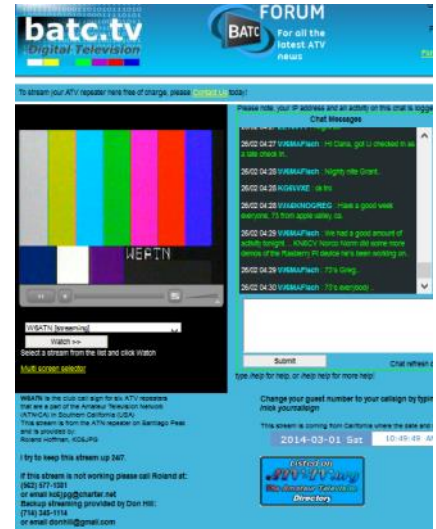 batc.tv
Digital Television
BATC
FORUM
For all the
latest ATV
news
To stream your ATV repeater here free of charge, please Contact Us today!
Please note, your IP address and all activity on this chat is logge
Chat Messages
26/02 04:28 W6MAFlach : Hi Dana, got U checked in as
a late check in.
26/02 04:28 W6MAFlach : Nighty nite Grant.
26/02 04:28 KG6VXE : ok tns
26/02 04:28 : Have a good week
everyone, 73 from apple valley ca.
26/02 04:29 W6MAFlach : We had a good amount of
activity tonight... KN6CV Norco Norm did some more
demos of the Raspberry PI device he's been working on.
26/02 04:29 W6MAFlach : 73's Greg.
26/02 04:30 W6MAFlach : 73's everybody
W6ATN
W6ATN [streaming]
Watch >>
Select a stream from the list and click Watch
Multi screen selector
Submit
Chat refresh
type /help for help, or /help help for more help!
W6ATN is the club call sign for six ATV repeaters
that are a part of the Amateur Television Network
(ATN-CA) in Southern California (USA)
This stream is from the ATN repeater on Santiago Peak
and is provided by:
Roland Hoffman, KC6JPG
I try to keep this stream up 24/7.
If this stream is not working please call Roland at:
or email kc6jpg@charter.net
Backup streaming provided by Don Hill:
(714) 345-1114
or email donhill@gmail.com
Change your guest number to your callsign by typin
/nick yourcallsign
This stream is coming from California where the date and
2014-03-01 Sat 10:49:49 AM
Listed on
The Amateur Television
Directory